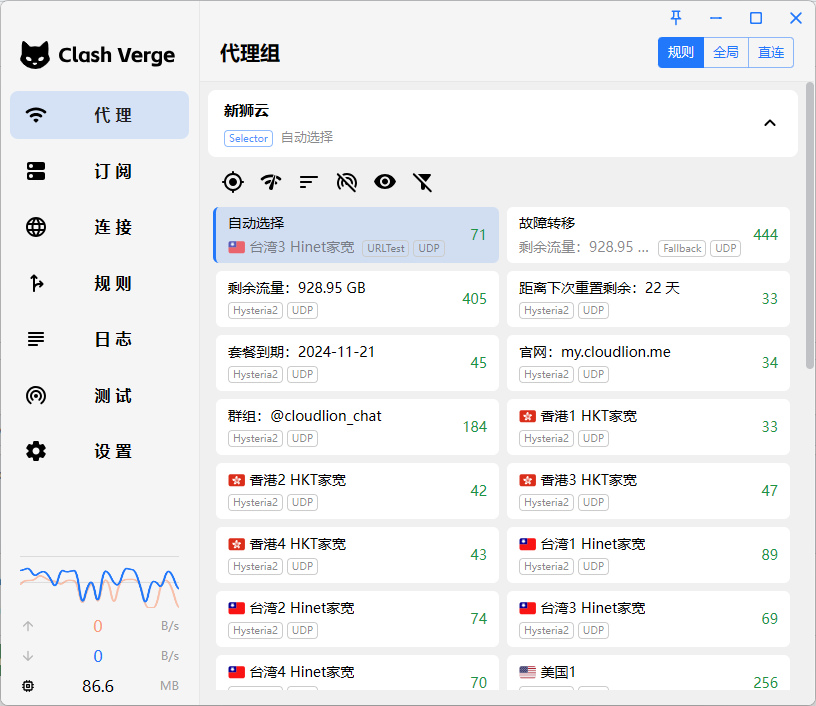 Clash Verge
代理组
规则 全局 直连
代 理
订 阅
连 接
规 则
日 志
测 试
设 置
0 B/s
0 B/s
86.6 MB
新狮云
Selector 自动选择
自动选择
台湾3 Hinet家宽 URLTest UDP 71
故障转移
剩余流量：928.95 ... Fallback UDP 444
剩余流量：928.95 GB
Hysteria2 UDP 405
距离下次重置剩余：22 天
Hysteria2 UDP 33
套餐到期：2024-11-21
Hysteria2 UDP 45
官网：my.cloudlion.me
Hysteria2 UDP 34
群组：@cloudlion_chat
Hysteria2 UDP 184
香港1 HKT家宽
Hysteria2 UDP 33
香港2 HKT家宽
Hysteria2 UDP 42
香港3 HKT家宽
Hysteria2 UDP 47
香港4 HKT家宽
Hysteria2 UDP 43
台湾1 Hinet家宽
Hysteria2 UDP 89
台湾2 Hinet家宽
Hysteria2 UDP 74
台湾3 Hinet家宽
Hysteria2 UDP 69
台湾4 Hinet家宽
70
美国1
256